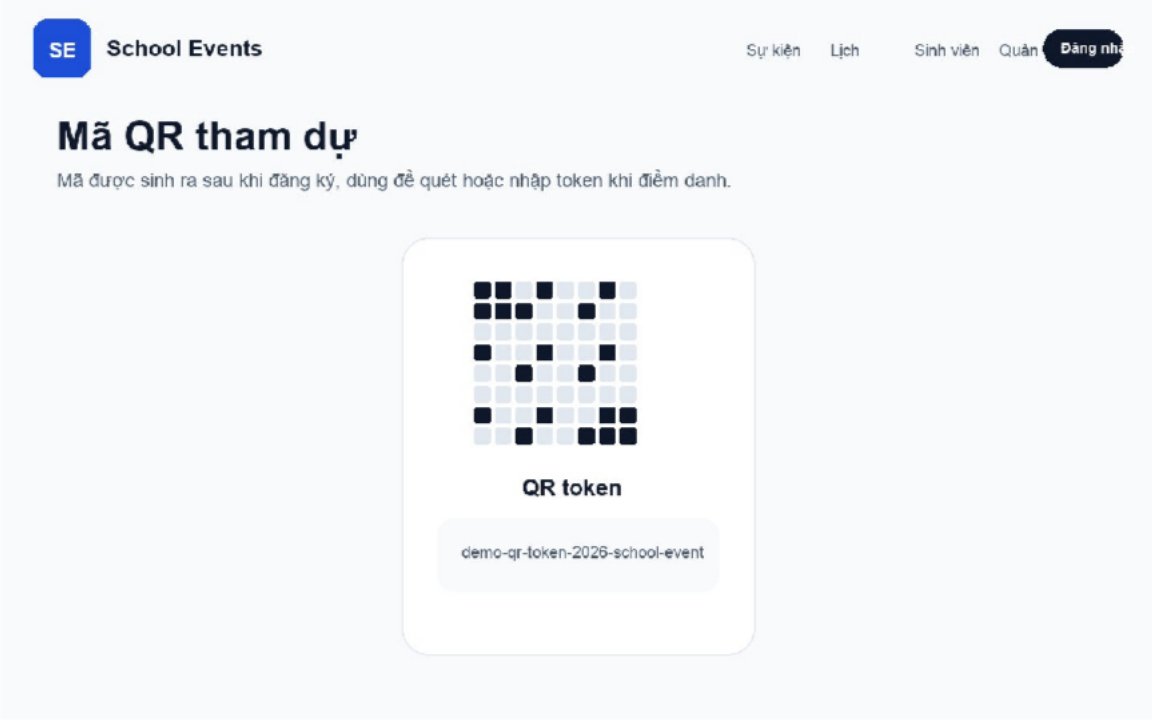 SE
School Events
Sự kiện
Lịch
Sinh viên
Quản
Đăng nhậ
Mã QR tham dự
Mã được sinh ra sau khi đăng ký, dùng để quét hoặc nhập token khi điểm danh.
QR token
demo-qr-token-2026-school-event